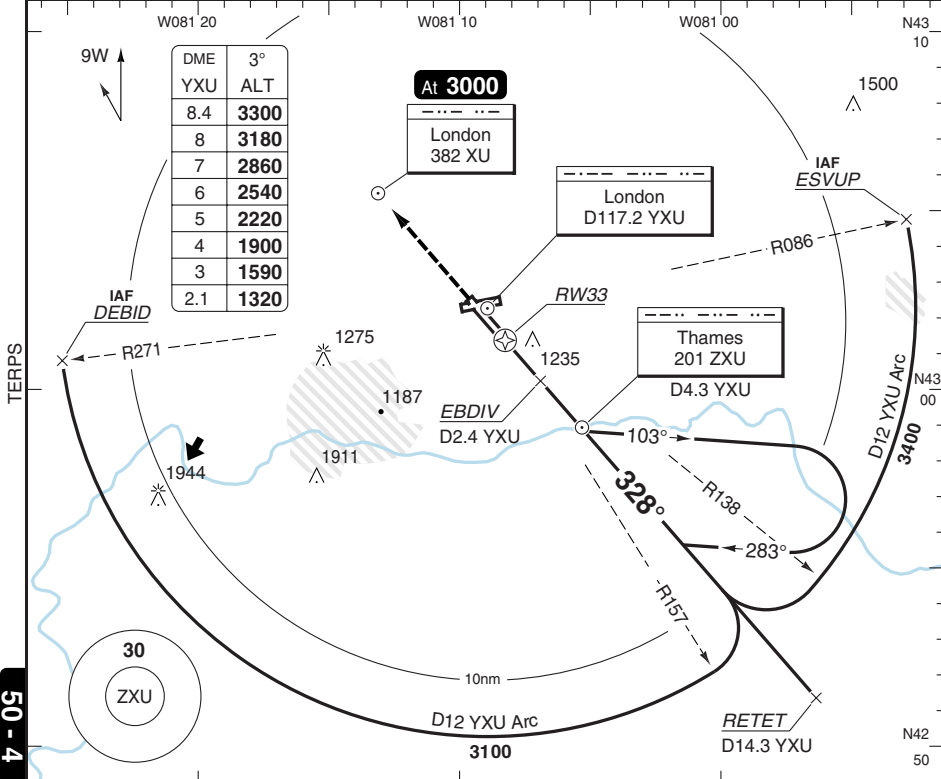 W081 20
W081 10
W081 00
N43
10
9W
DME 3°
YXU ALT
8.4 3300
8 3180
7 2860
6 2540
5 2220
4 1900
3 1590
2.1 1320
At 3000
London
382 XU
1500
London
D117.2 YXU
IAF
ESVUP
R086
IAF
DEBID
R271
RW33
1275
1235
Thames
201 ZXU
D4.3 YXU
TERPS
N43
00
1187
EBDIV
D2.4 YXU
D12 YXU Arc
3400
103°
1911
1944
328°
R138
283°
R157
30
ZXU
10nm
D12 YXU Arc
3100
RETET
D14.3 YXU
N42
50
50 - 4